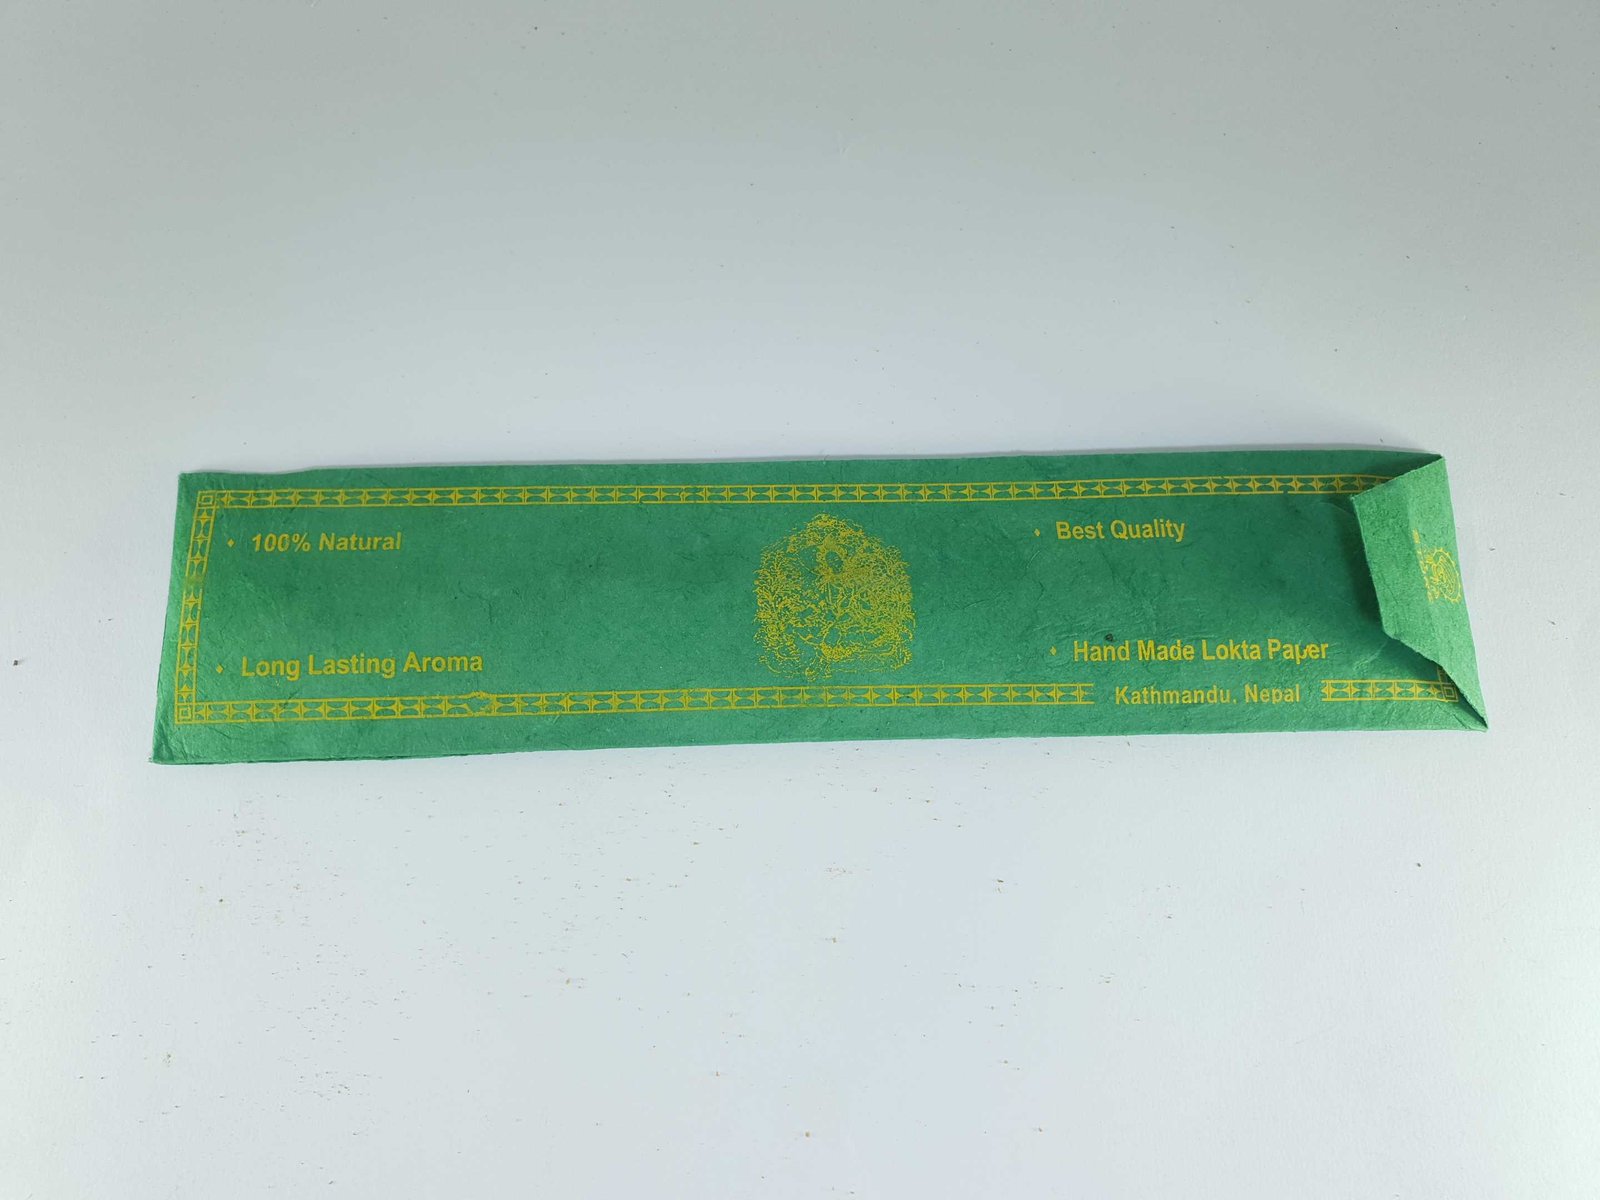 100% Natural
Best Quality
Long Lasting Aroma
Hand Made Lokta Paper
Kathmandu, Nepal